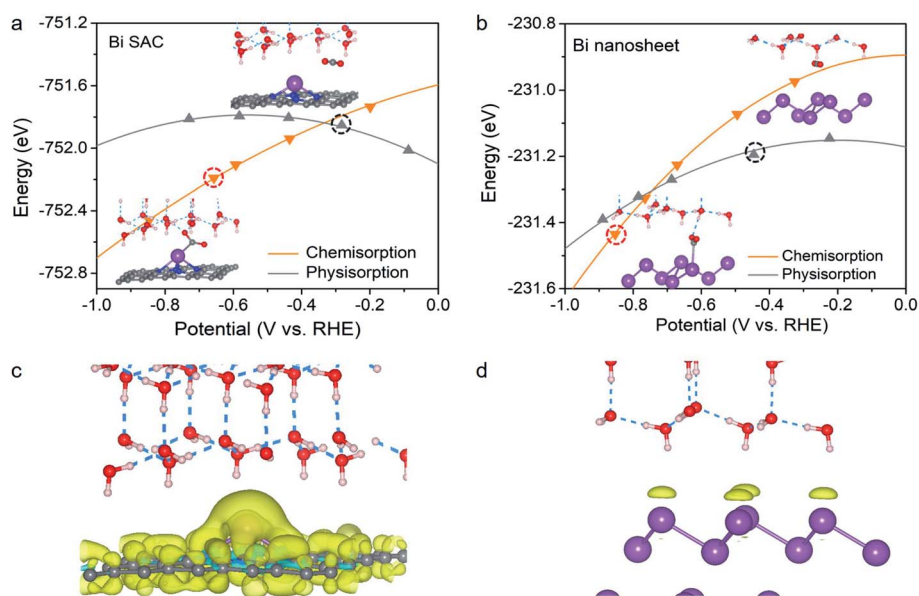 a
Bi SAC
Energy (eV)
-751.2
-751.6
-752.0
-752.4
-752.8
Chemisorption
Physisorption
-1.0 -0.8 -0.6 -0.4 -0.2 0.0
Potential (V vs. RHE)
b
Bi nanosheet
Energy (eV)
-230.8
-231.0
-231.2
-231.4
-231.6
Chemisorption
Physisorption
-1.0 -0.8 -0.6 -0.4 -0.2 0.0
Potential (V vs. RHE)
c
d